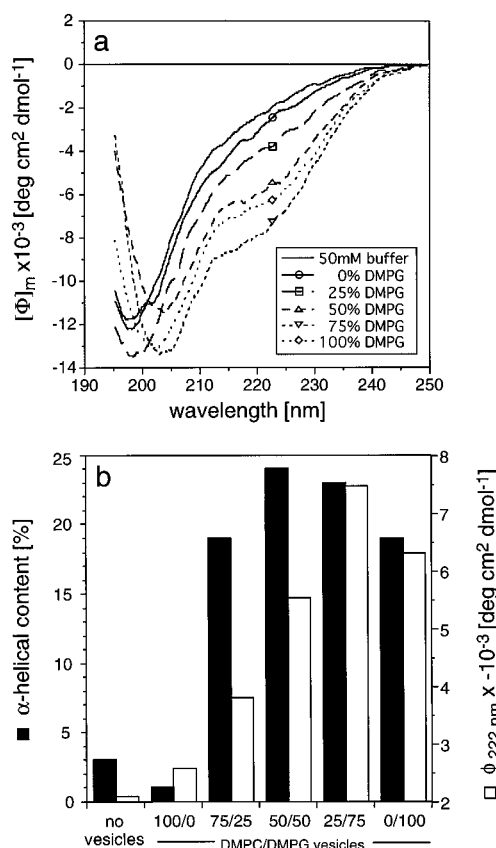 a
0
-2
-4
-6
-8
-10
-12
-14
[Φ]m x10-3 [deg cm2 dmol-1]
50mM buffer
0% DMPG
25% DMPG
50% DMPG
75% DMPG
100% DMPG
190 200 210 220 230 240 250
wavelength [nm]
b
25
20
15
10
5
0
α-helical content [%]
8
7
6
5
4
3
2
Φ222 nm x -10-3 [deg cm2 dmol-1]
no vesicles
100/0 75/25 50/50 25/75 0/100
DMPC/DMPG vesicles